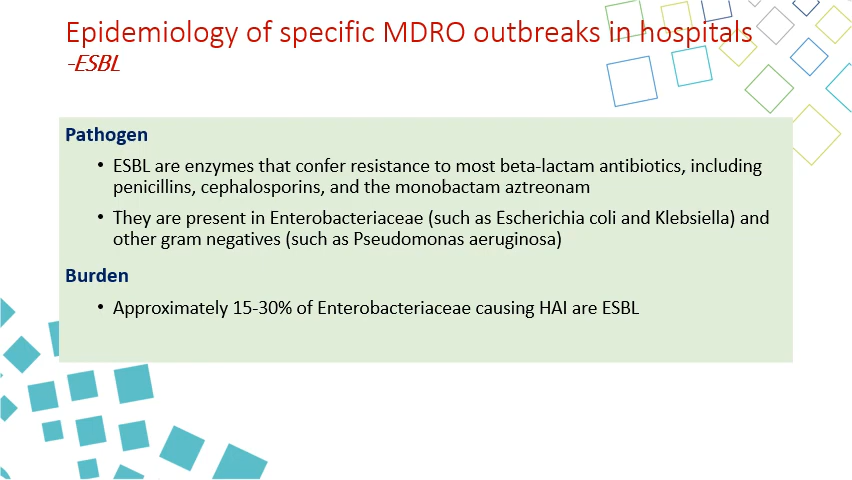 Epidemiology of specific MDRO outbreaks in hospitals
-ESBL
Pathogen
• ESBL are enzymes that confer resistance to most beta-lactam antibiotics, including
penicillins, cephalosporins, and the monobactam aztreonam
• They are present in Enterobacteriaceae (such as Escherichia coli and Klebsiella) and
other gram negatives (such as Pseudomonas aeruginosa)
Burden
• Approximately 15-30% of Enterobacteriaceae causing HAI are ESBL